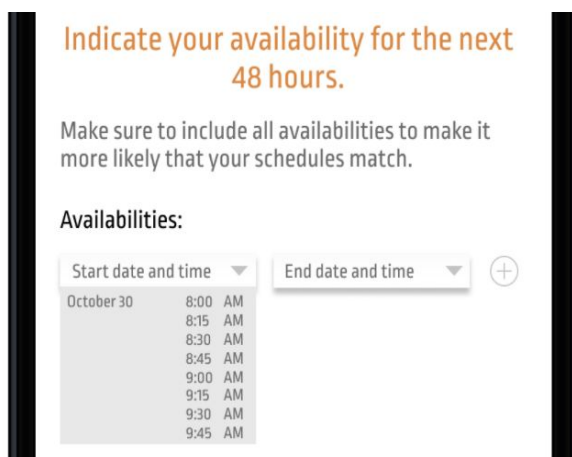 Indicate your availability for the next
48 hours.
Make sure to include all availabilities to make it
more likely that your schedules match.
Availabilities:
Start date and time End date and time
October 30 8:00 AM
8:15 AM
8:30 AM
8:45 AM
9:00 AM
9:15 AM
9:30 AM
9:45 AM